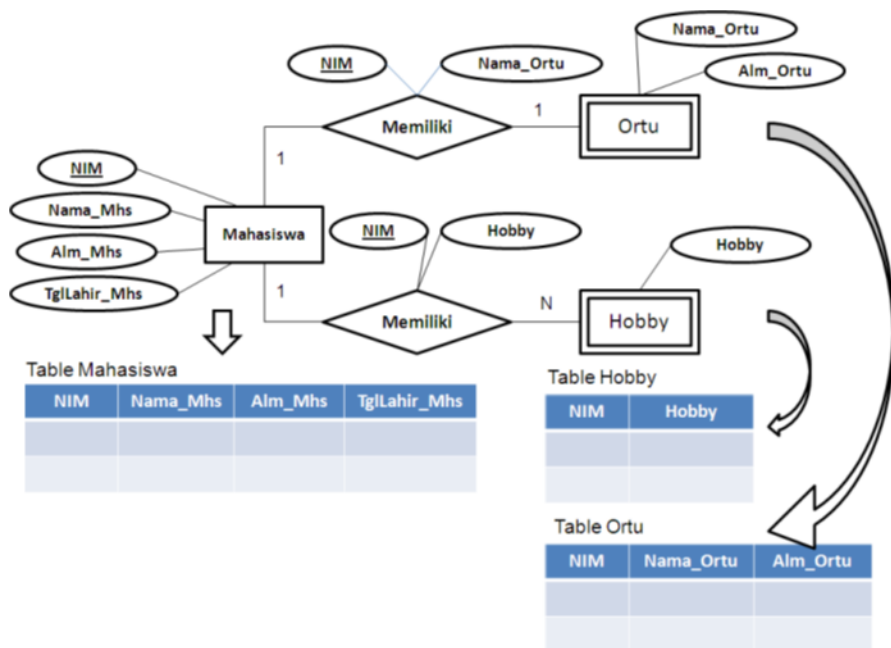 Nama_Ortu
NIM
Nama_Ortu
Alm_Ortu
Memiliki
1
Ortu
1
NIM
Nama_Mhs
Mahasiswa
Alm_Mhs
TglLahir_Mhs
NIM
Hobby
Hobby
1
Memiliki
N
Hobby
Table Mahasiswa
NIM Nama_Mhs Alm_Mhs TglLahir_Mhs
Table Hobby
NIM Hobby
Table Ortu
NIM Nama_Ortu Alm_Ortu